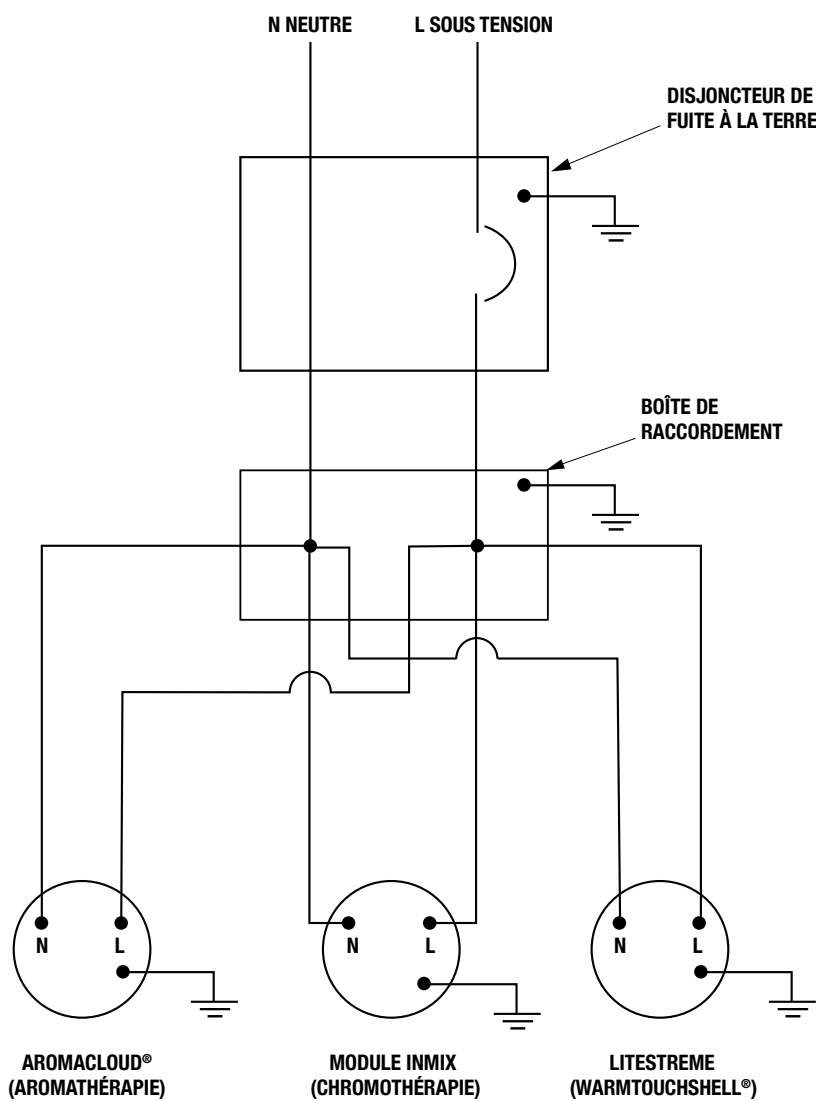 N NEUTRE
L SOUS TENSION
DISJONCTEUR DE
FUITE À LA TERRE
BOÎTE DE
RACCORDEMENT
N
L
N
L
N
L
AROMACLOUD®
(AROMATHÉRAPIE)
MODULE INMIX
(CHROMOTHÉRAPIE)
LITESTREME
(WARMTOUCHSHELL®)